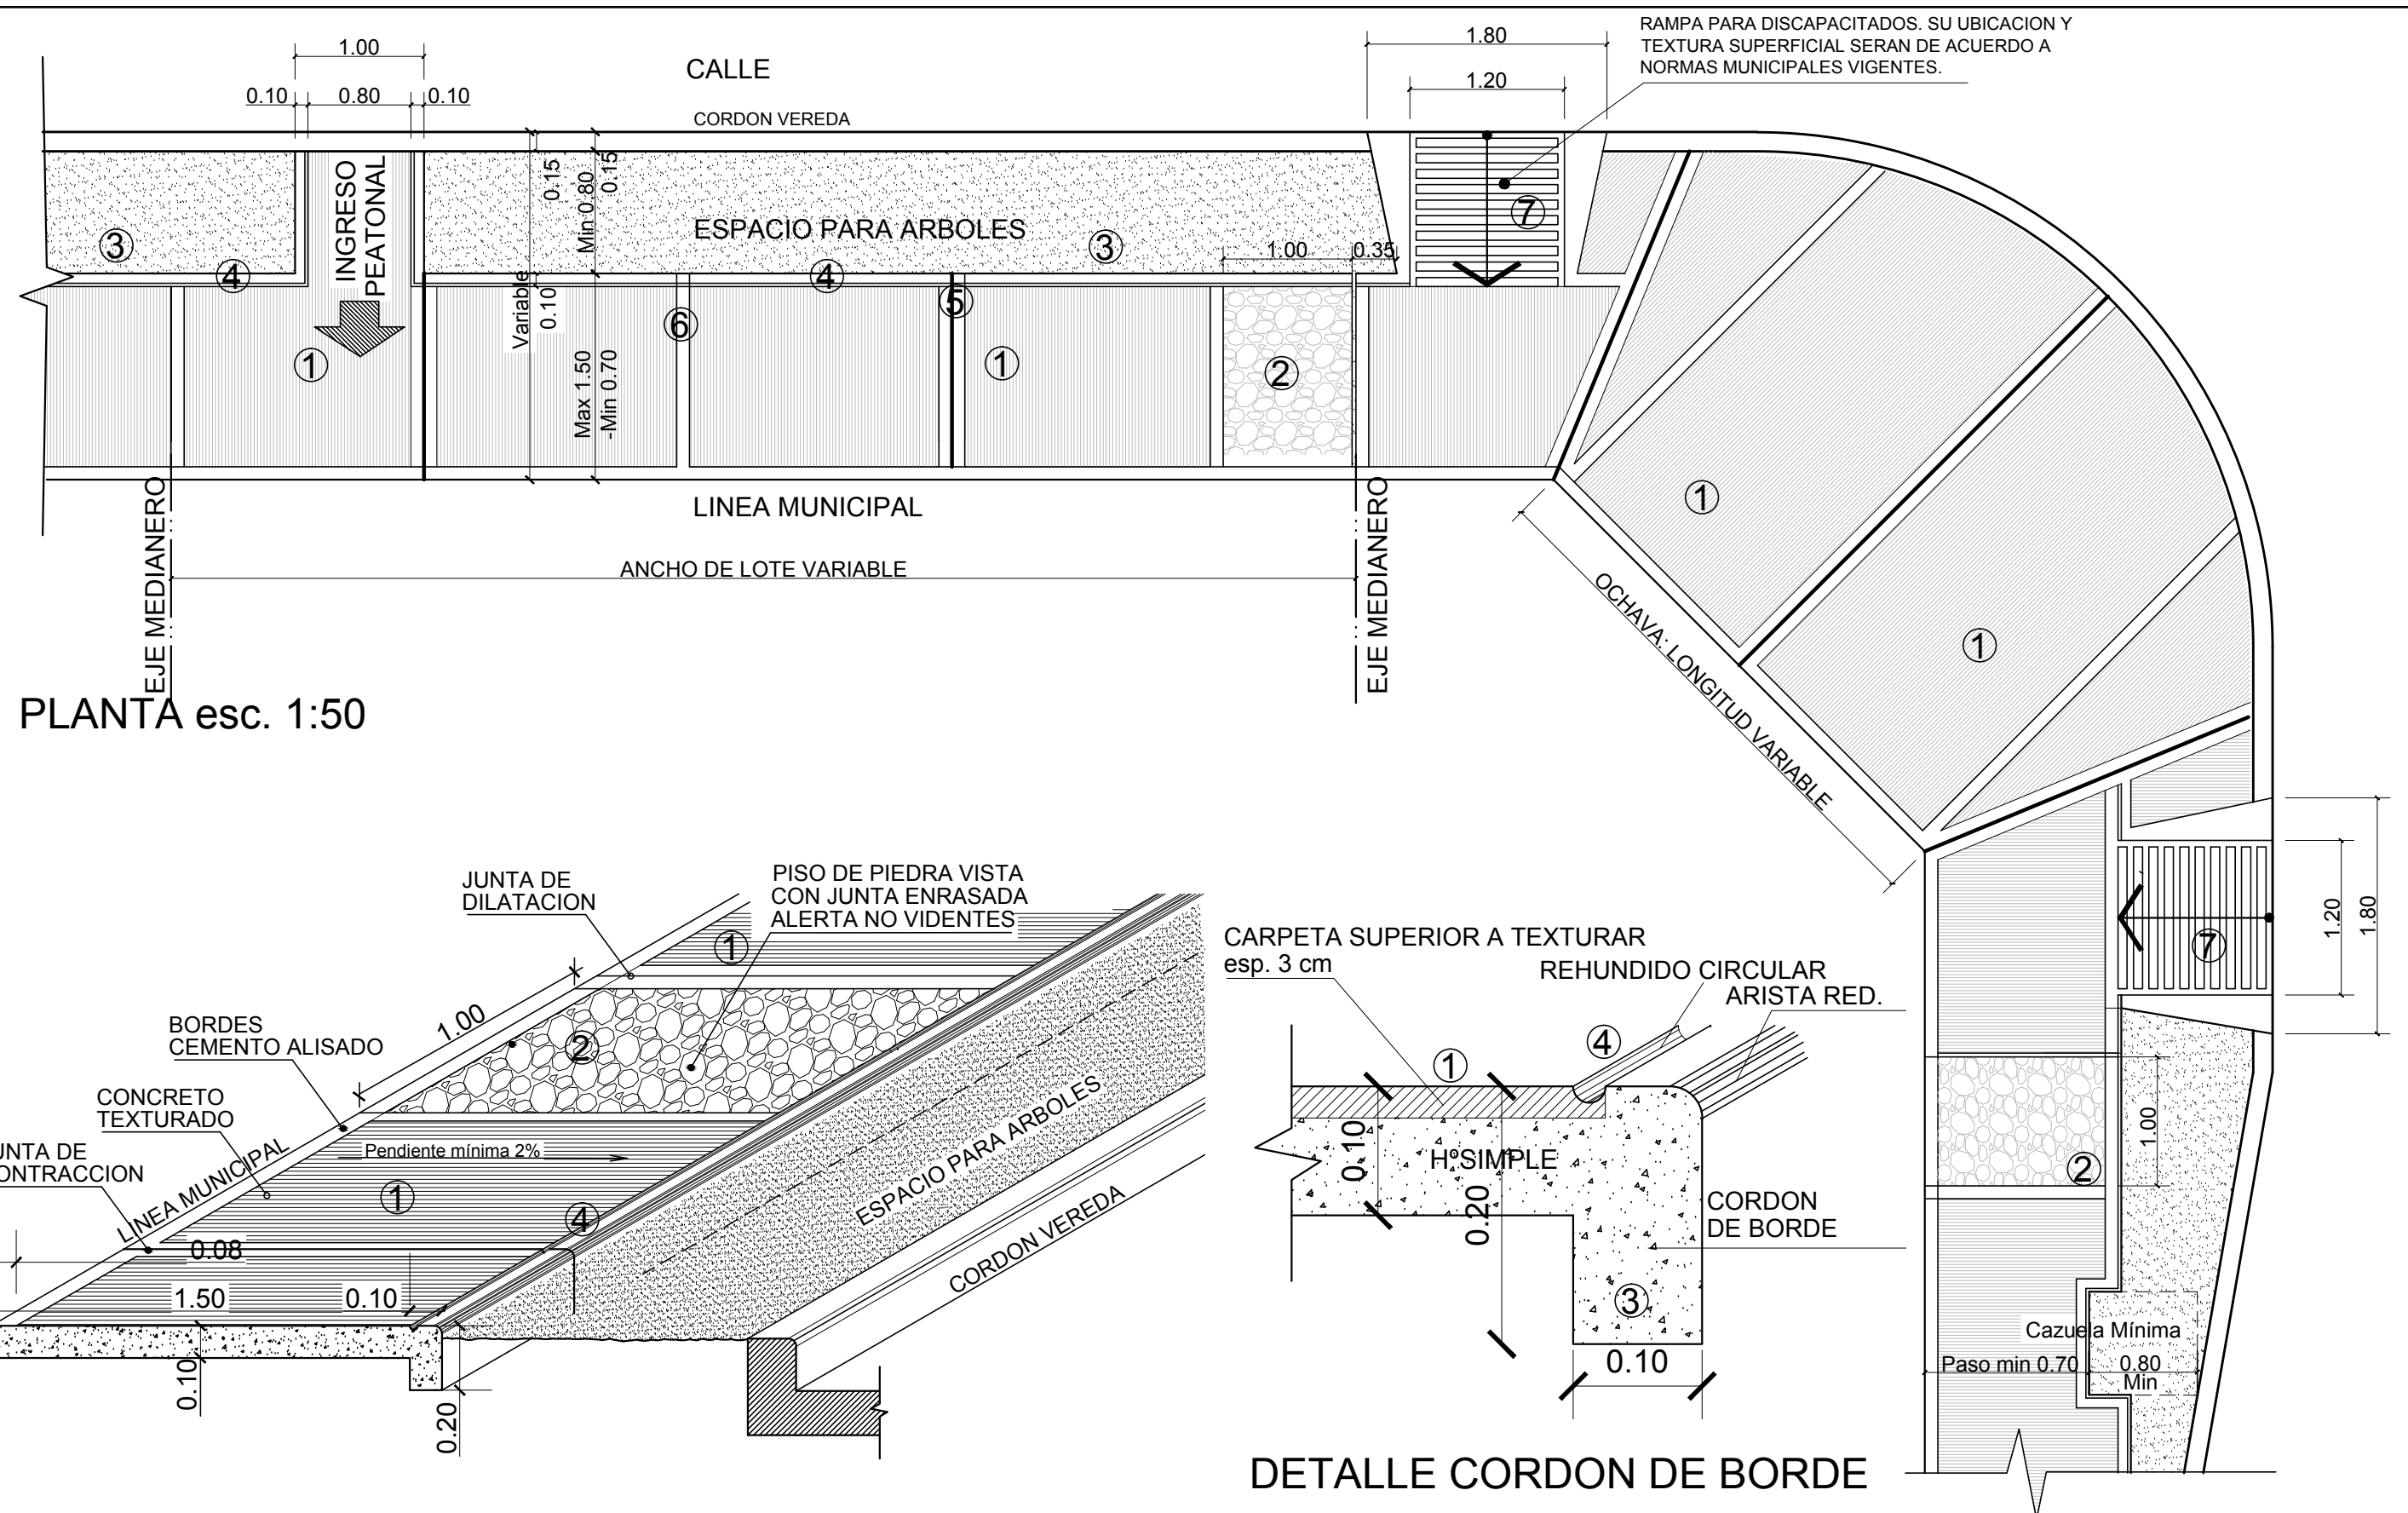 1.00
0.10
0.80
0.10
CALLE
CORDON VEREDA
1.80
1.20
RAMPA PARA DISCAPACITADOS. SU UBICACION Y
TEXTURA SUPERFICIAL SERAN DE ACUERDO A
NORMAS MUNICIPALES VIGENTES.
INGRESO
PEATONAL
3
4
1
Variable
0.15
0.10
Min 0.80
0.15
Max 1.50
-Min 0.70
ESPACIO PARA ARBOLES
3
4
5
6
1
1.00
0.35
2
7
1
1
LINEA MUNICIPAL
EJE MEDIANERO
ANCHO DE LOTE VARIABLE
EJE MEDIANERO
OCHAVA: LONGITUD VARIABLE
PLANTA esc. 1:50
1.20
1.80
7
1.00
2
Cazuela Mínima
Paso min 0.70
0.80
Min
JUNTA DE
DILATACION
PISO DE PIEDRA VISTA
CON JUNTA ENRASADA
ALERTA NO VIDENTES
1
1.00
2
BORDES
CEMENTO ALISADO
CONCRETO
TEXTURADO
UNTA DE
ONTRACCION
LINEA MUNICIPAL
Pendiente mínima 2%
1
4
ESPACIO PARA ARBOLES
CORDON VEREDA
0.08
1.50
0.10
0.10
0.20
CARPETA SUPERIOR A TEXTURAR
esp. 3 cm
REHUNDIDO CIRCULAR
ARISTA RED.
1
4
0.10
H°SIMPLE
0.20
CORDON
DE BORDE
3
0.10
DETALLE CORDON DE BORDE